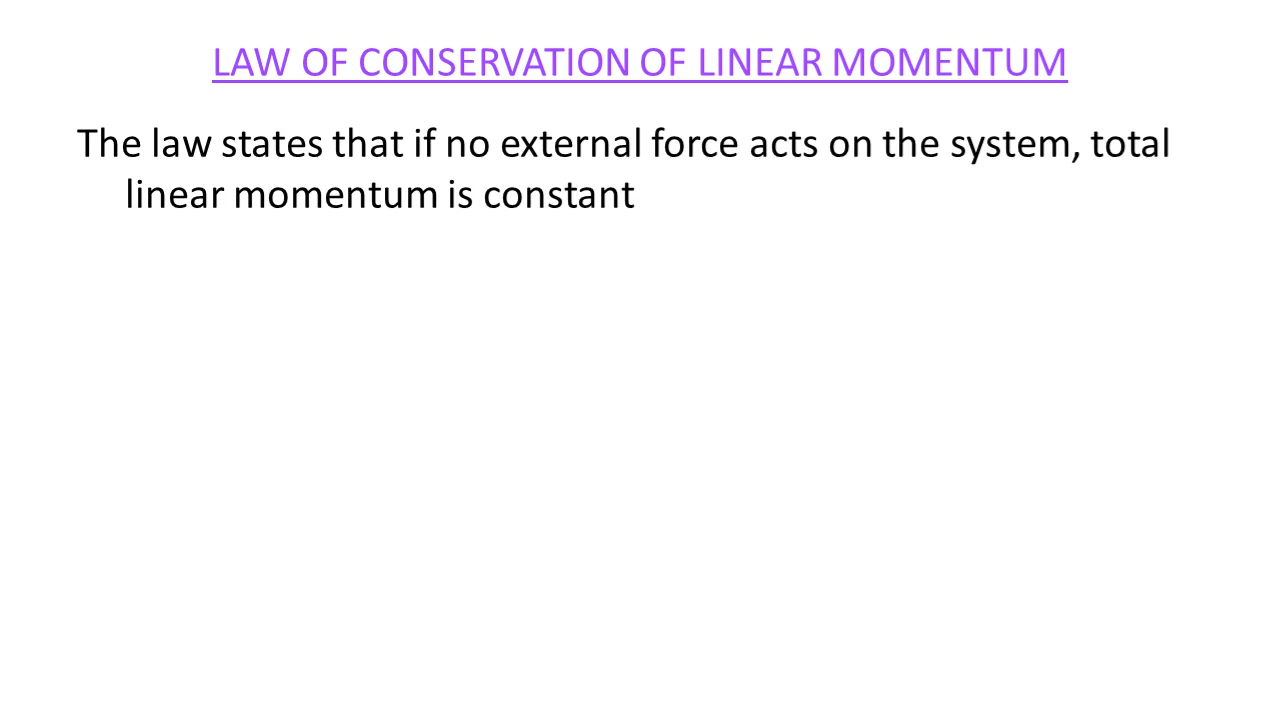 LAW OF CONSERVATION OF LINEAR MOMENTUM
The law states that if no external force acts on the system, total
linear momentum is constant